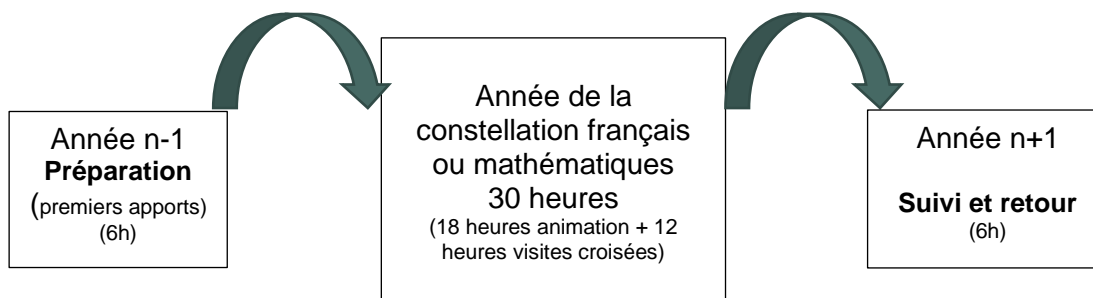 Année n-1
Préparation
(premiers apports)
(6h)
Année de la
constellation français
ou mathématiques
30 heures
(18 heures animation + 12
heures visites croisées)
Année n+1
Suivi et retour
(6h)